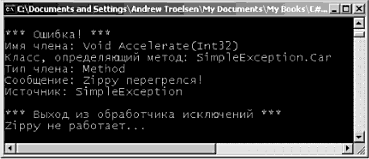 C:\Documents and Settings\Andrew Troelsen\My Documents\My Books\C#...
*** Ошибка! ***
Имя члена: Void Accelerate(Int32)
Класс, определяющий метод: SimpleException.Car
Тип члена: Method
Сообщение: Zippy перегрелся!
Источник: SimpleException
*** Выход из обработчика исключений ***
Zippy не работает...